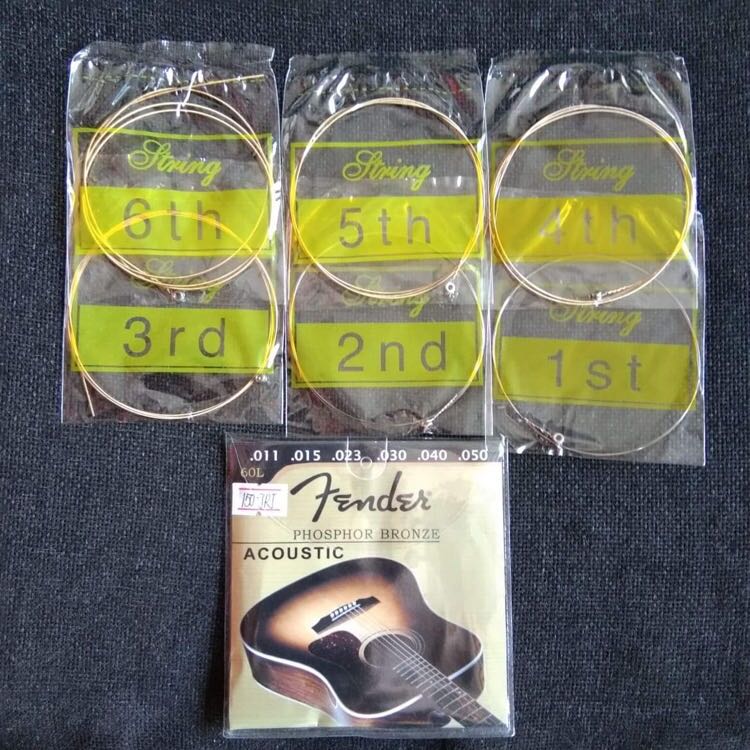 String
6th
String
5th
String
4th
String
3rd
String
2nd
String
1st
.011 .015 .023 .030 .040 .050
60L
Fender
PHOSPHOR BRONZE
ACOUSTIC